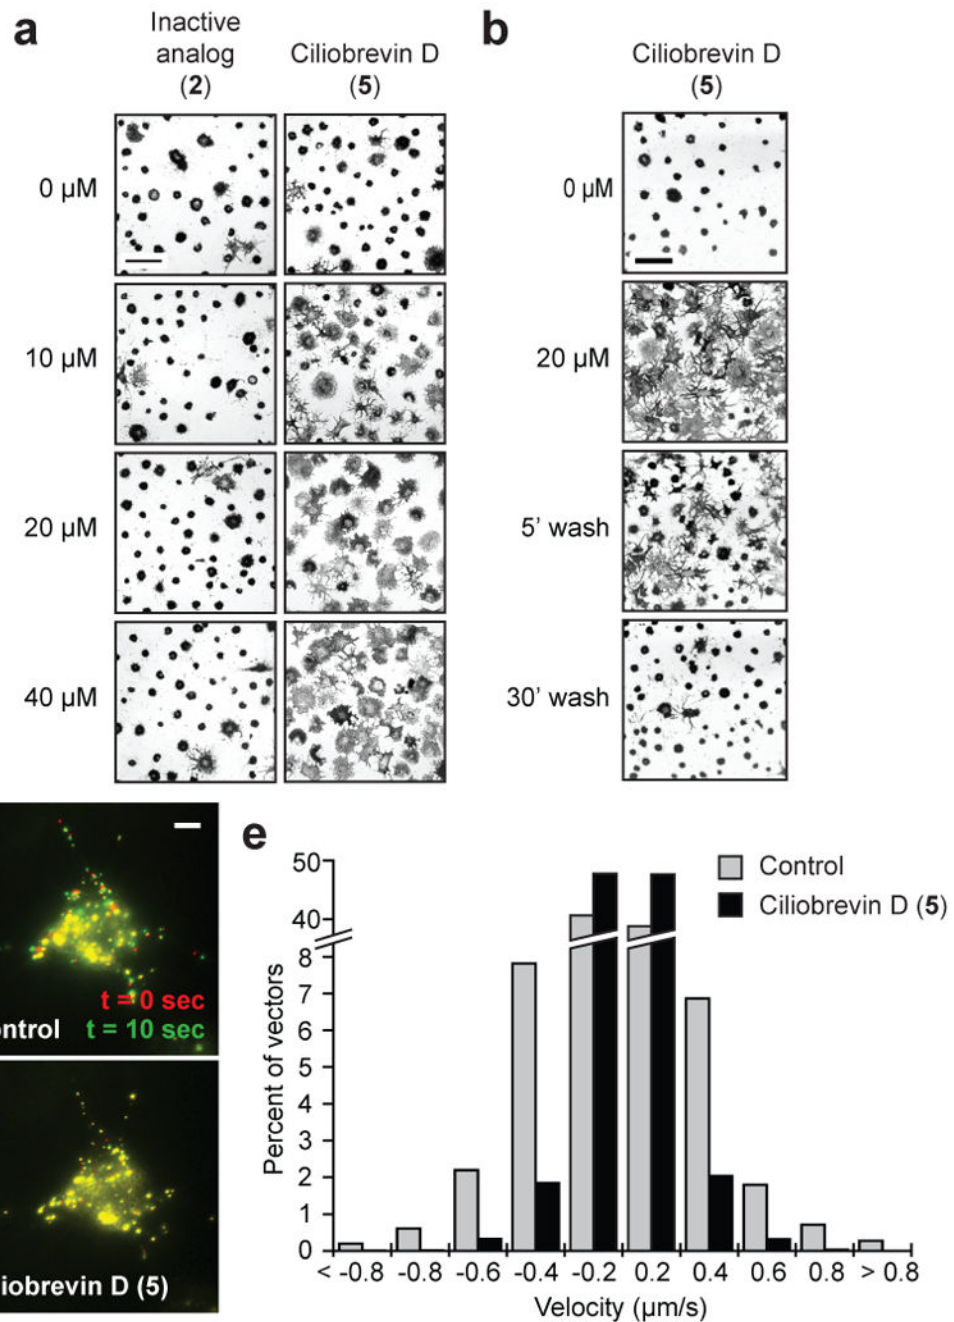 a
Inactive
analog
(2)
Ciliobrevin D
(5)
0 µM
10 µM
20 µM
40 µM
b
Ciliobrevin D
(5)
0 µM
20 µM
5' wash
30' wash
t = 0 sec
ontrol t = 10 sec
iliobrevin D (5)
e
Control
Ciliobrevin D (5)
Percent of vectors
50
40
8
7
6
5
4
3
2
1
0
< -0.8 -0.8 -0.6 -0.4 -0.2 0.2 0.4 0.6 0.8 > 0.8
Velocity (µm/s)